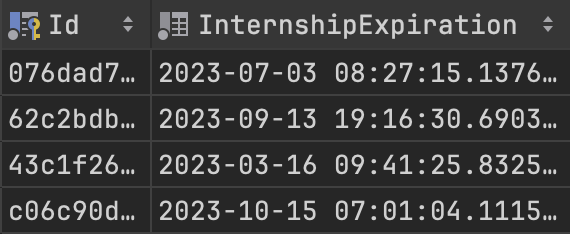 Id InternshipExpiration
076dad7… 2023-07-03 08:27:15.1376…
62c2bdb… 2023-09-13 19:16:30.6903…
43c1f26… 2023-03-16 09:41:25.8325…
c06c90d… 2023-10-15 07:01:04.1115…